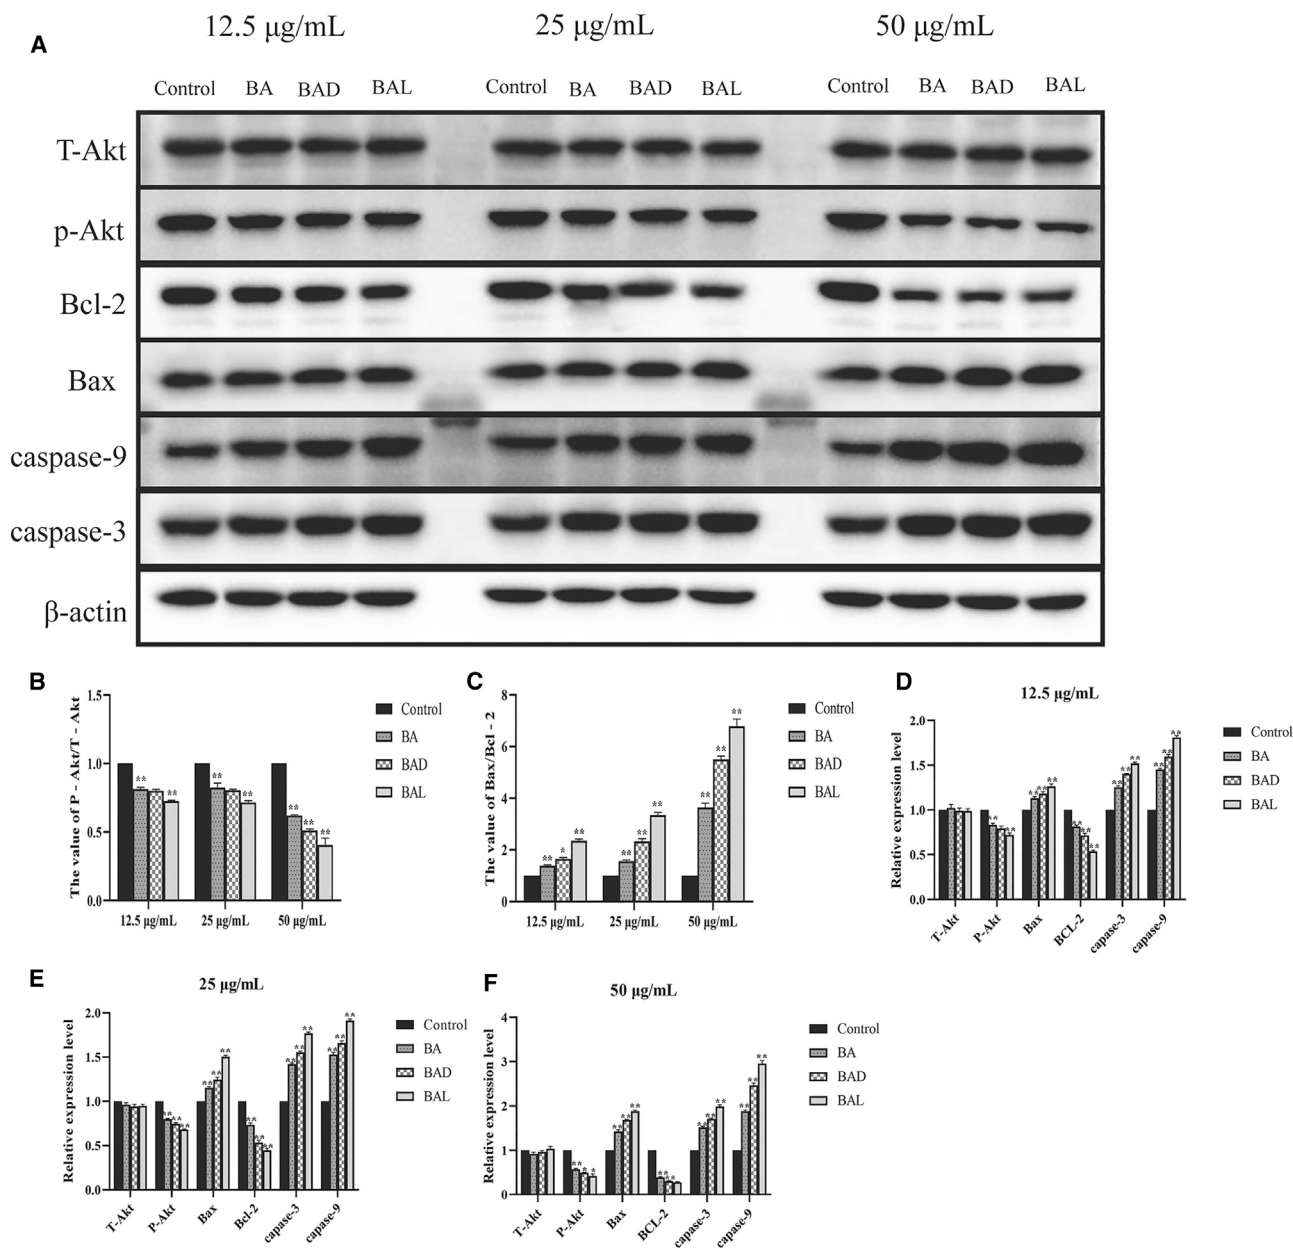 A
12.5 μg/mL 25 μg/mL 50 μg/mL
Control BA BAD BAL Control BA BAD BAL Control BA BAD BAL
T-Akt
p-Akt
Bcl-2
Bax
caspase-9
caspase-3
β-actin
B
The value of P - Akt/T - Akt
1.5
1.0
0.5
0.0
** ** ** ** ** ** **
12.5 μg/mL 25 μg/mL 50 μg/mL
Control
BA
BAD
BAL
C
The value of Bax/Bcl - 2
8
6
4
2
0
** * ** ** ** ** ** ** **
12.5 μg/mL 25 μg/mL 50 μg/mL
Control
BA
BAD
BAL
D
12.5 μg/mL
Relative expression level
2.0
1.5
1.0
0.5
0.0
** ** ** ** ** ** ** ** ** ** ** ** ** **
T-Akt P-Akt Bax BCL-2 capase-3 capase-9
Control
BA
BAD
BAL
E
25 μg/mL
Relative expression level
2.0
1.5
1.0
0.5
0.0
** ** ** ** ** ** ** ** ** ** ** ** ** ** **
T-Akt P-Akt Bax Bcl-2 capase-3 capase-9
Control
BA
BAD
BAL
F
50 μg/mL
Relative expression level
4
3
2
1
0
** * * ** ** ** ** ** ** ** ** ** ** **
T-Akt P-Akt Bax BCL-2 capase-3 capase-9
Control
BA
BAD
BAL